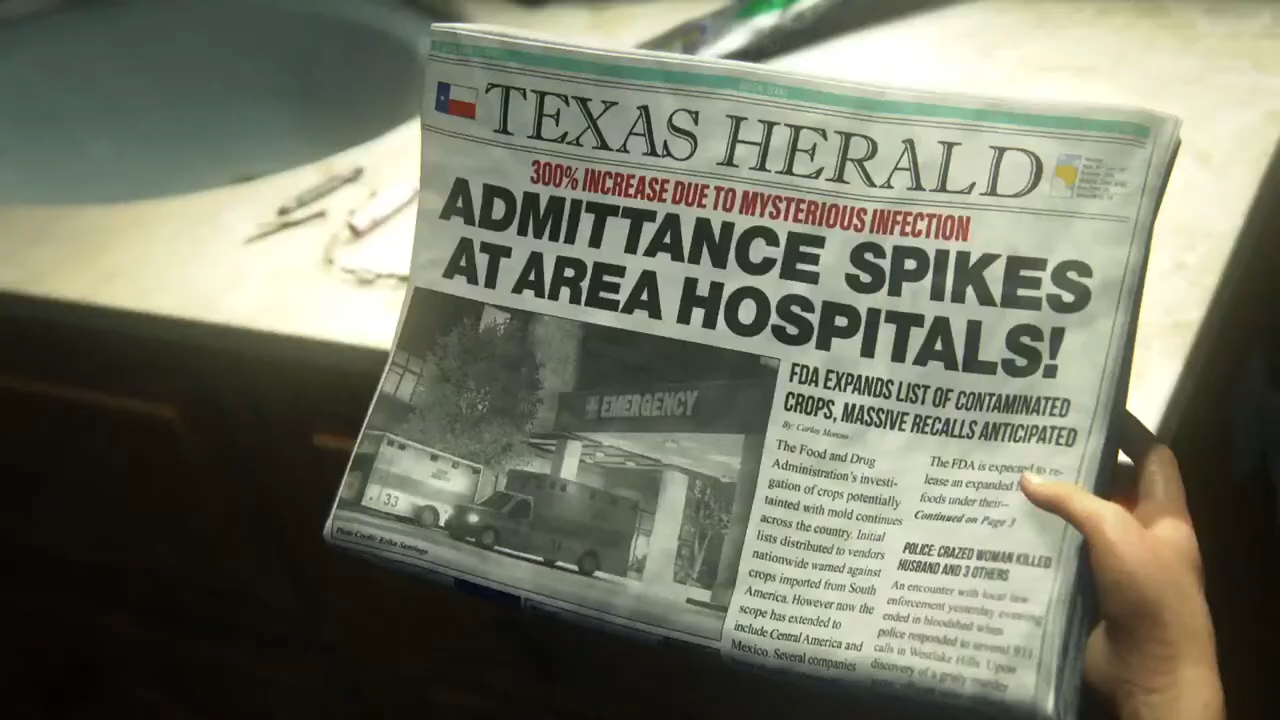 TEXAS HERALD
300% INCREASE DUE TO MYSTERIOUS INFECTION
ADMITTANCE SPIKES
AT AREA HOSPITALS!
EMERGENCY
33
Photo Credit: Erika Santiago
FDA EXPANDS LIST OF CONTAMINATED
CROPS, MASSIVE RECALLS ANTICIPATED
By: Carlos Moreno
The Food and Drug
Administration's investi-
gation of crops potentially
tainted with mold continues
across the country. Initial
lists distributed to vendors
nationwide warned against
crops imported from South
America. However now the
scope has extended to
include Central America and
Mexico. Several companies
The FDA is expected to re-
lease an expanded
foods under their--
Continued on Page 3
POLICE: CRAZED WOMAN KILLED
HUSBAND AND 3 OTHERS
An encounter with local law
enforcement yesterday evening
ended in bloodshed when
police responded to several 911
calls in Westlake Hills. Upon
discovery of a grisly murder